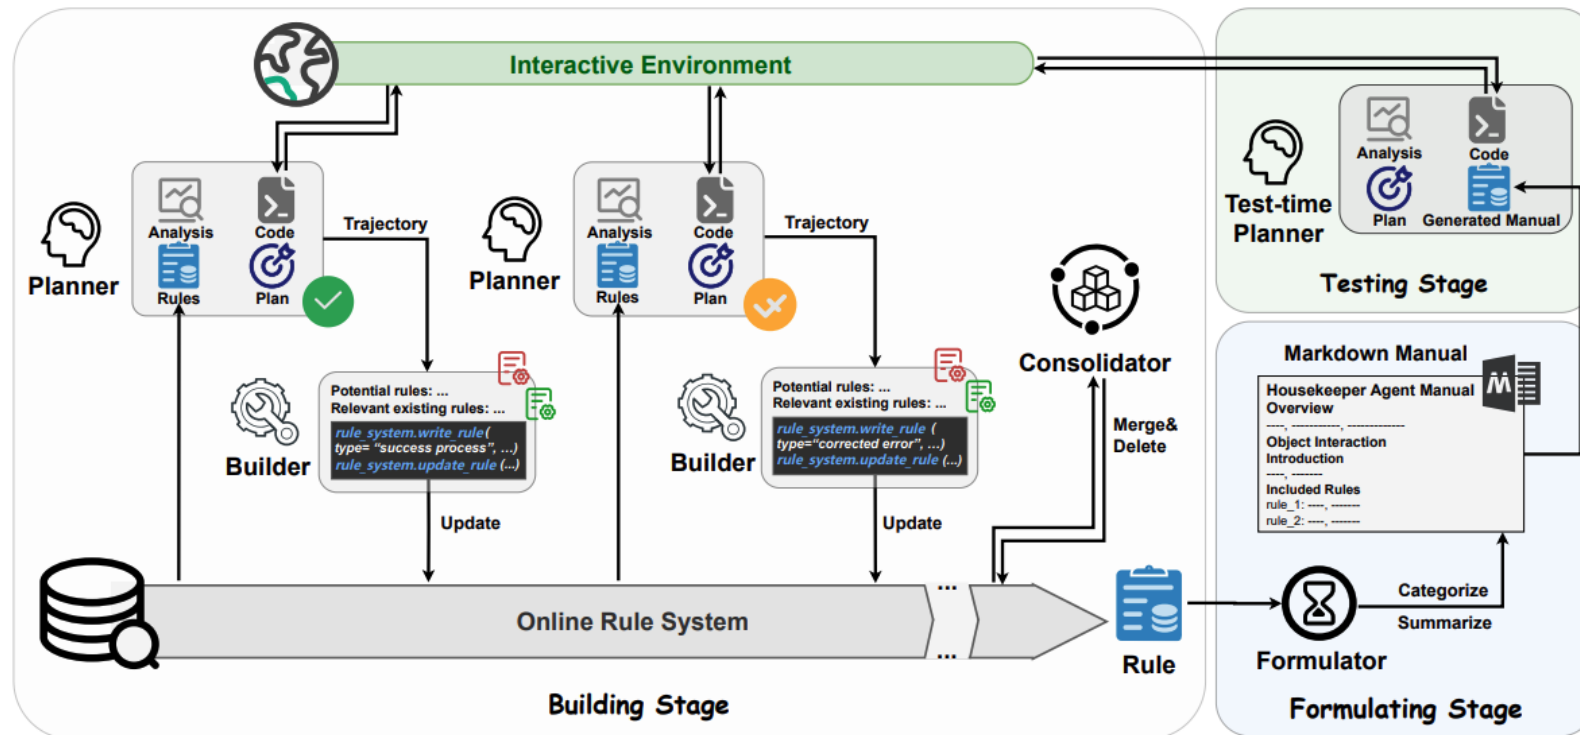 Interactive Environment
Analysis
Code
Rules
Plan
Planner
Trajectory
Potential rules: ...
Relevant existing rules: ...
rule_system.write_rule(
type= “success process”, ...)
rule_system.update_rule(...)
Builder
Update
Analysis
Code
Rules
Plan
Planner
Trajectory
Potential rules: ...
Relevant existing rules: ...
rule_system.write_rule (
type=“corrected error”, ...)
rule_system.update_rule(...)
Builder
Update
Consolidator
Merge&
Delete
Online Rule System
...
...
Rule
Building Stage
Analysis
Code
Plan
Generated Manual
Test-time
Planner
Testing Stage
Markdown Manual
Housekeeper Agent Manual
Overview
----, -----------, -------------
Object Interaction
Introduction
----, -------
Included Rules
rule_1: ----, -------
rule_2: ----, -------
Categorize
Summarize
Formulator
Formulating Stage